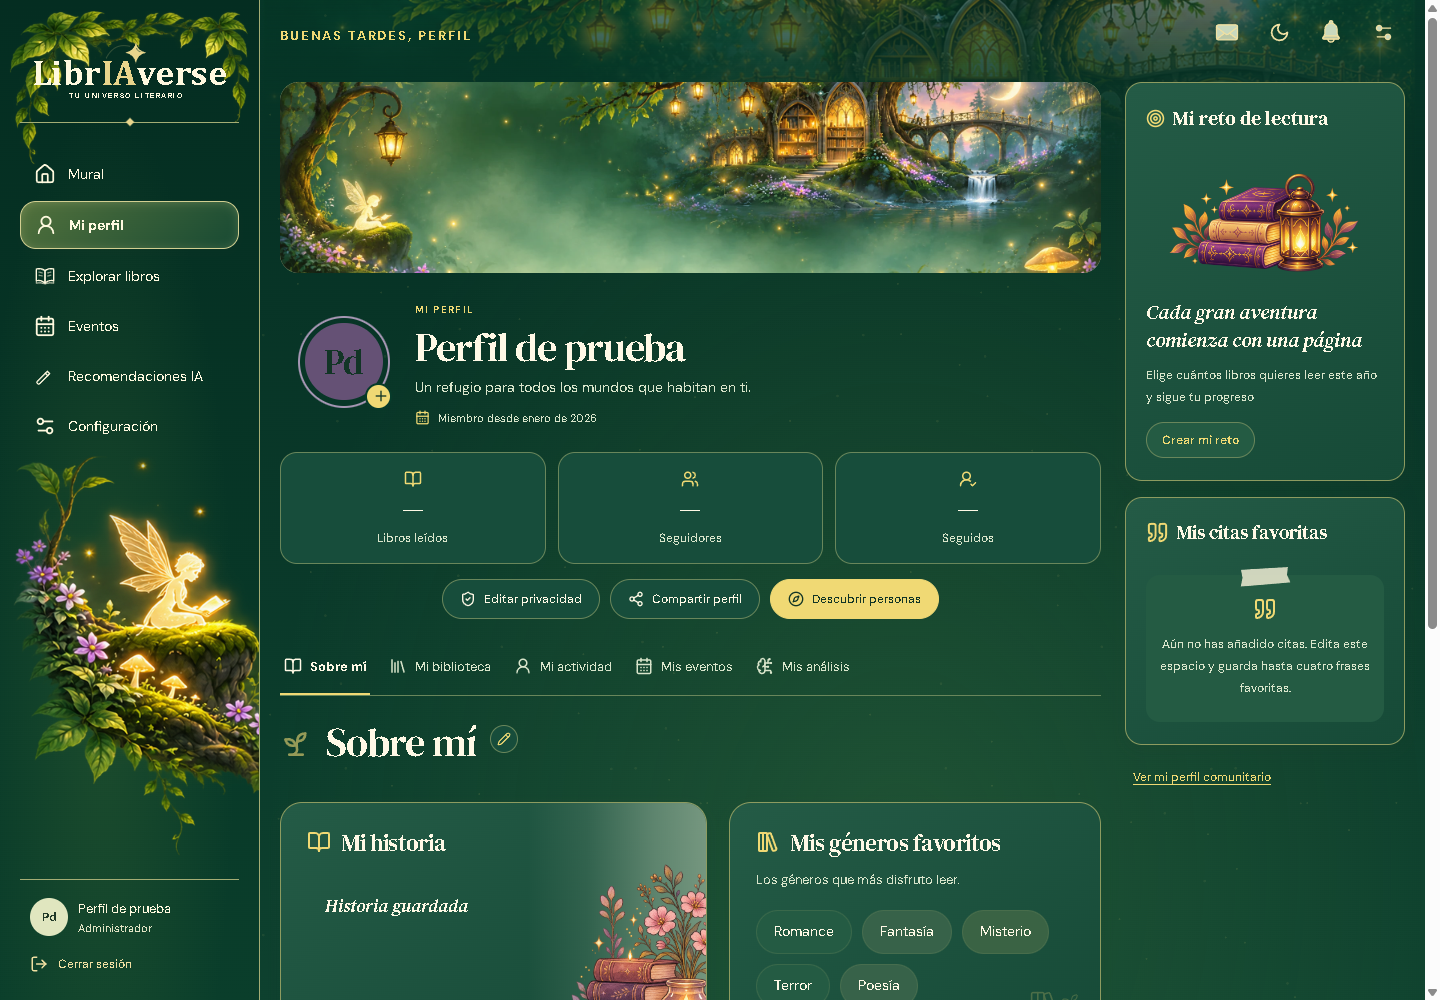 LibrIAverse
TU UNIVERSO LITERARIO
Mural
Mi perfil
Explorar libros
Eventos
Recomendaciones IA
Configuración
Pd
Perfil de prueba
Administrador
Cerrar sesión
BUENAS TARDES, PERFIL
Pd
MI PERFIL
Perfil de prueba
Un refugio para todos los mundos que habitan en ti.
Miembro desde enero de 2026
—
Libros leídos
—
Seguidores
—
Seguidos
Editar privacidad
Compartir perfil
Descubrir personas
Sobre mí
Mi biblioteca
Mi actividad
Mis eventos
Mis análisis
Sobre mí
Mi historia
Historia guardada
Mis géneros favoritos
Los géneros que más disfruto leer.
Romance
Fantasía
Misterio
Terror
Poesía
Mi reto de lectura
Cada gran aventura
comienza con una página
Elige cuántos libros quieres leer este año
y sigue tu progreso
Crear mi reto
Mis citas favoritas
Aún no has añadido citas. Edita este
espacio y guarda hasta cuatro frases
favoritas.
Ver mi perfil comunitario